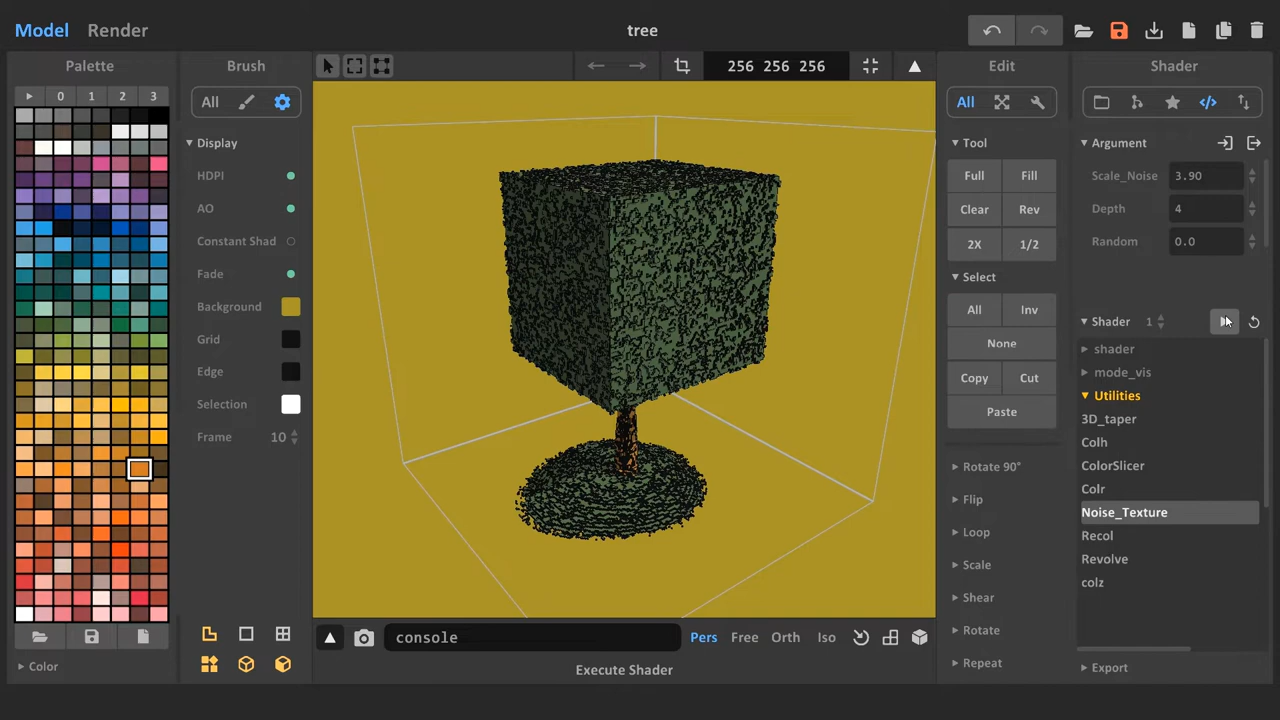 Model Render tree
Palette Brush 256 256 256 Edit Shader
0 1 2 3 All All
Display Tool Argument
HDPI Full Fill Scale_Noise 3.90
AO Clear Rev Depth 4
Constant Shad 2X 1/2 Random 0.0
Fade Select
Background All Inv Shader 1
Grid None shader
Edge Copy Cut mode_vis
Selection Paste Utilities
Frame 10 3D_taper
Colh
Rotate 90° ColorSlicer
Flip Colr
Loop Noise_Texture
Scale Recol
Shear Revolve
Rotate colz
console Pers Free Orth Iso
Color Execute Shader Repeat Export